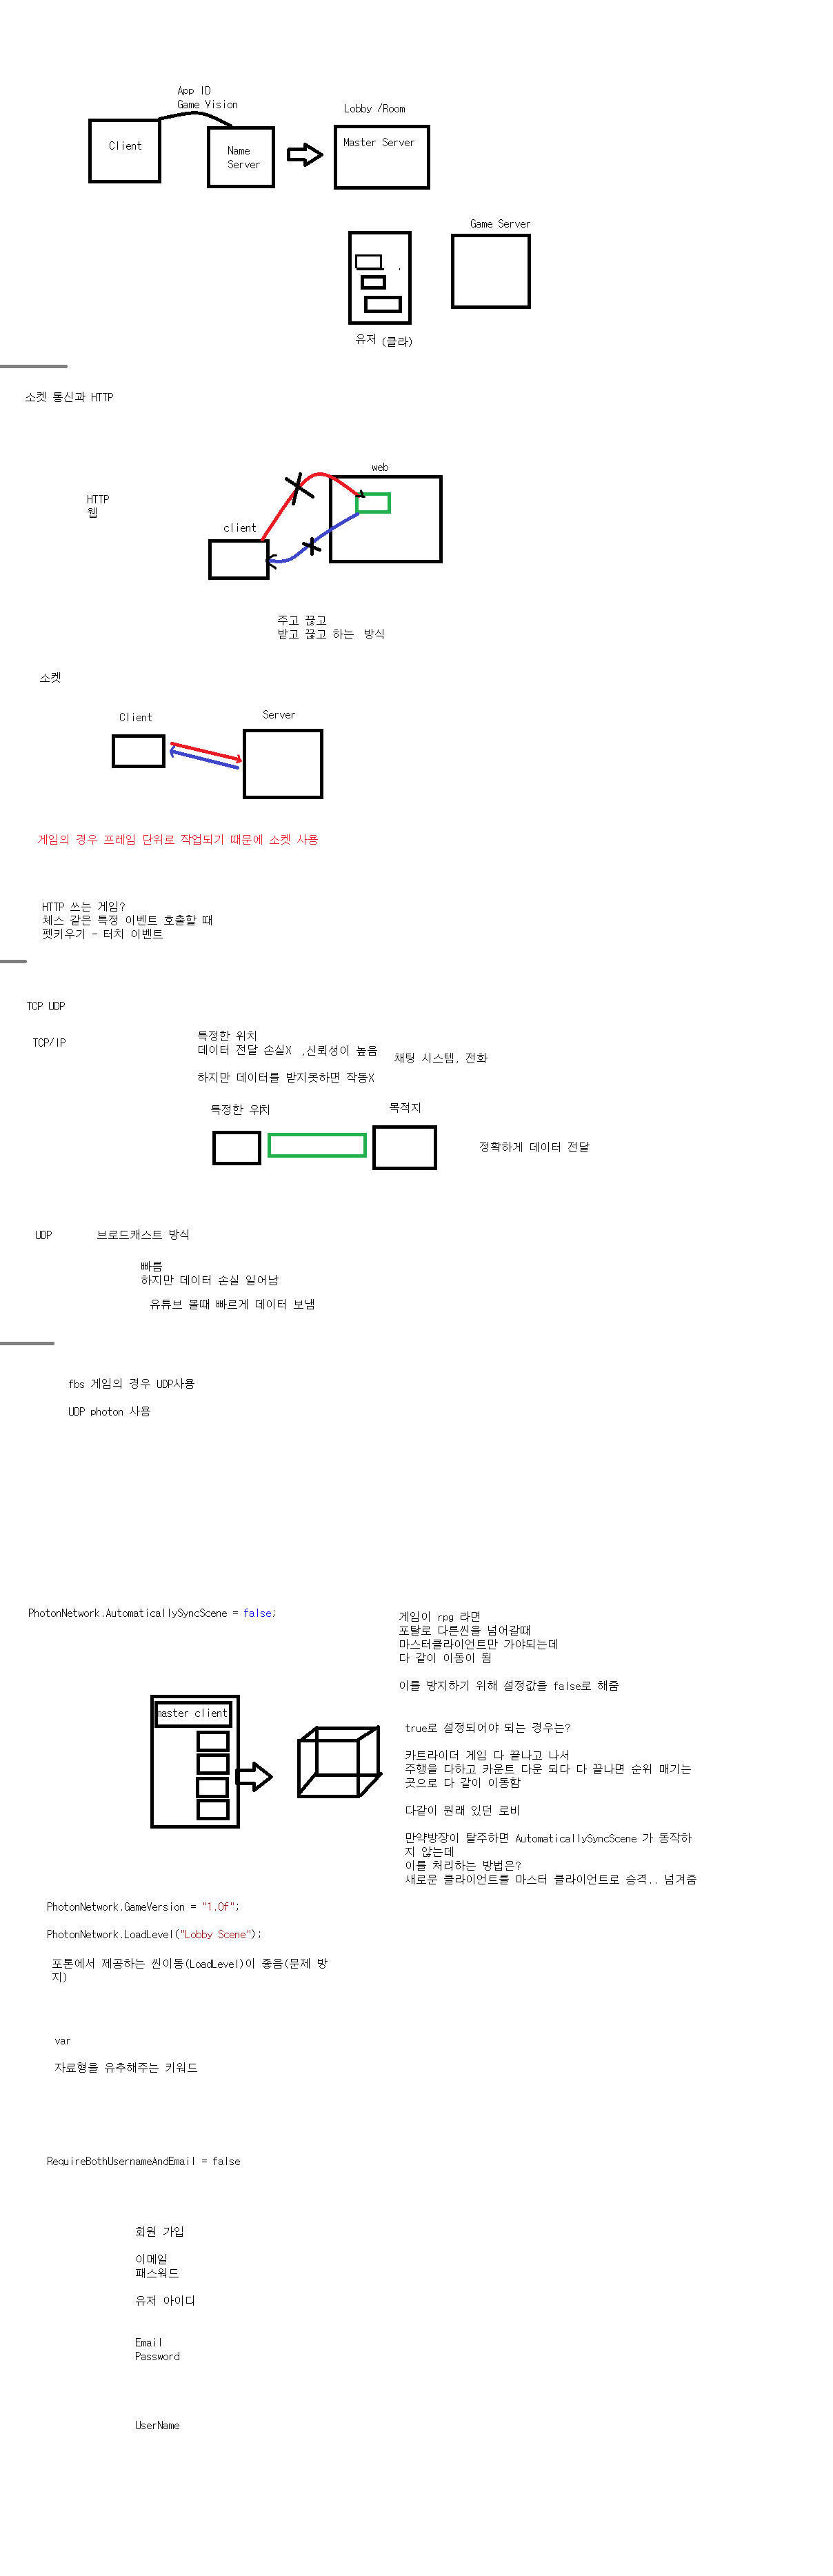 App ID
Game Vision
Client
Name
Server
Lobby /Room
Master Server
Game Server
유저 (클라)
소켓 통신과 HTTP
HTTP
웹
web
client
주고 끊고
받고 끊고 하는 방식
소켓
Client
Server
게임의 경우 프레임 단위로 작업되기 때문에 소켓 사용
HTTP 쓰는 게임?
체스 같은 특정 이벤트 호출할 때
펫키우기 - 터치 이벤트
TCP UDP
TCP/IP
특정한 위치
데이터 전달 손실X ,신뢰성이 높음
채팅 시스템, 전화
하지만 데이터를 받지못하면 작동X
특정한 위치
목적지
정확하게 데이터 전달
UDP
브로드캐스트 방식
빠름
하지만 데이터 손실 일어남
유튜브 볼때 빠르게 데이터 보냄
fbs 게임의 경우 UDP사용
UDP photon 사용
PhotonNetwork.AutomaticallySyncScene = false;
게임이 rpg 라면
포탈로 다른씬을 넘어갈때
마스터클라이언트만 가야되는데
다 같이 이동이 됨
이를 방지하기 위해 설정값을 false로 해줌
master client
true로 설정되어야 되는 경우는?
카트라이더 게임 다 끝나고 나서
주행을 다하고 카운트 다운 되다 다 끝나면 순위 매기는
곳으로 다 같이 이동함
다같이 원래 있던 로비
만약방장이 탈주하면 AutomaticallySyncScene 가 동작하
지 않는데
이를 처리하는 방법은?
새로운 클라이언트를 마스터 클라이언트로 승격.. 넘겨줌
PhotonNetwork.GameVersion = "1.0f";
PhotonNetwork.LoadLevel("Lobby Scene");
포톤에서 제공하는 씬이동(LoadLevel)이 좋음(문제 방
지)
var
자료형을 유추해주는 키워드
RequireBothUsernameAndEmail = false
회원 가입
이메일
패스워드
유저 아이디
Email
Password
UserName